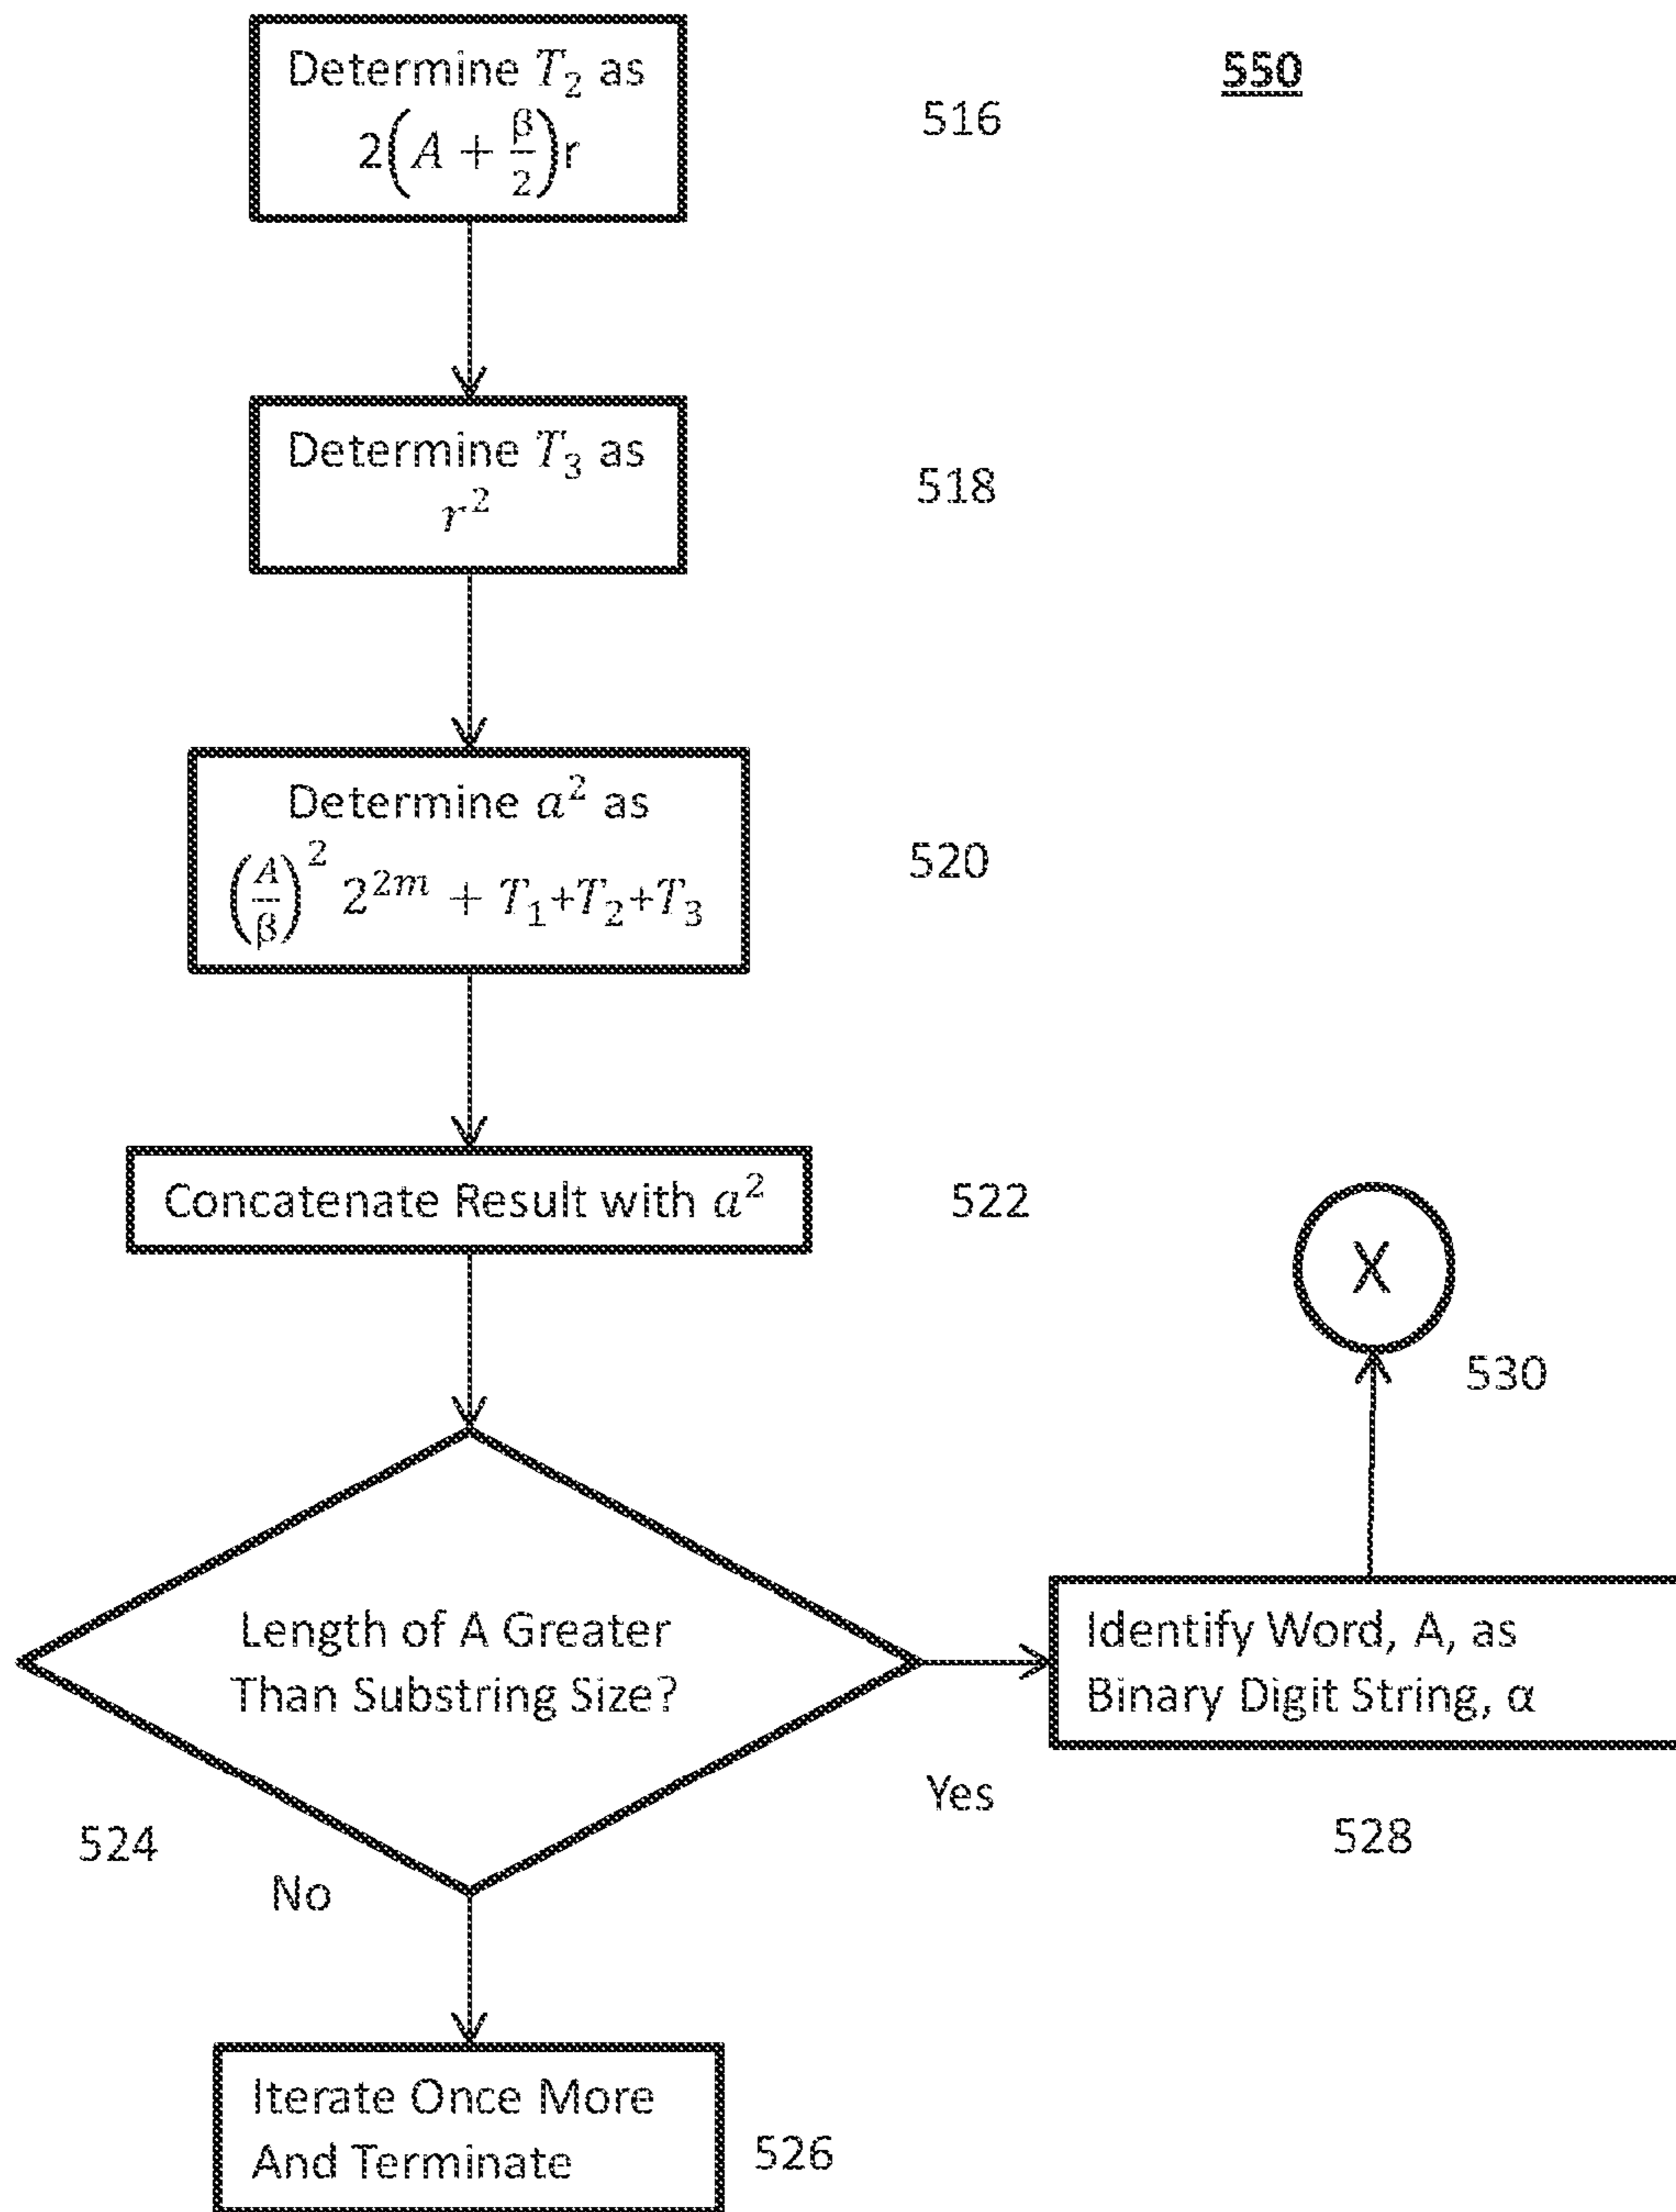 Determine T₂ as
2(A + β/2)r
516
550
Determine T₃ as
r²
518
Determine a² as
(A/β)² 2²ᵐ + T₁+T₂+T₃
520
Concatenate Result with a²
522
X
530
Length of A Greater
Than Substring Size?
524
No
Yes
Identify Word, A, as
Binary Digit String, α
528
Iterate Once More
And Terminate
526